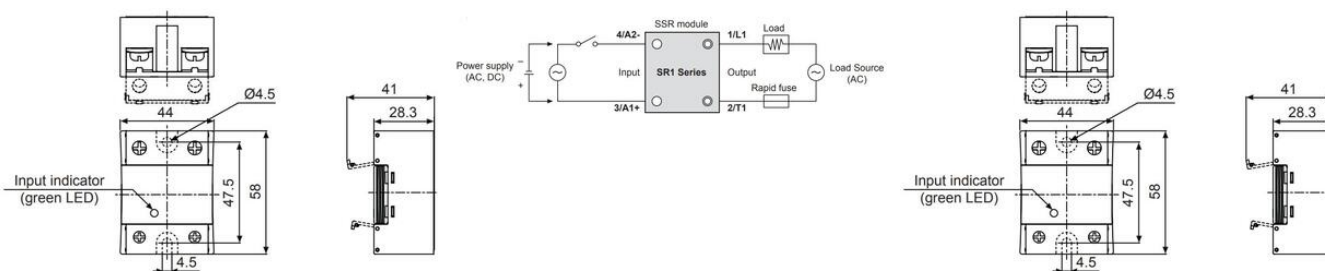 Ø4.5
41
44
28.3
Input indicator
(green LED)
47.5
58
4.5
SSR module
4/A2-
1/L1
Load
Power supply
(AC, DC)
−
+
Input
SR1 Series
Output
Load Source
(AC)
Rapid fuse
3/A1+
2/T1
Ø4.5
41
44
28.3
Input indicator
(green LED)
47.5
58
4.5